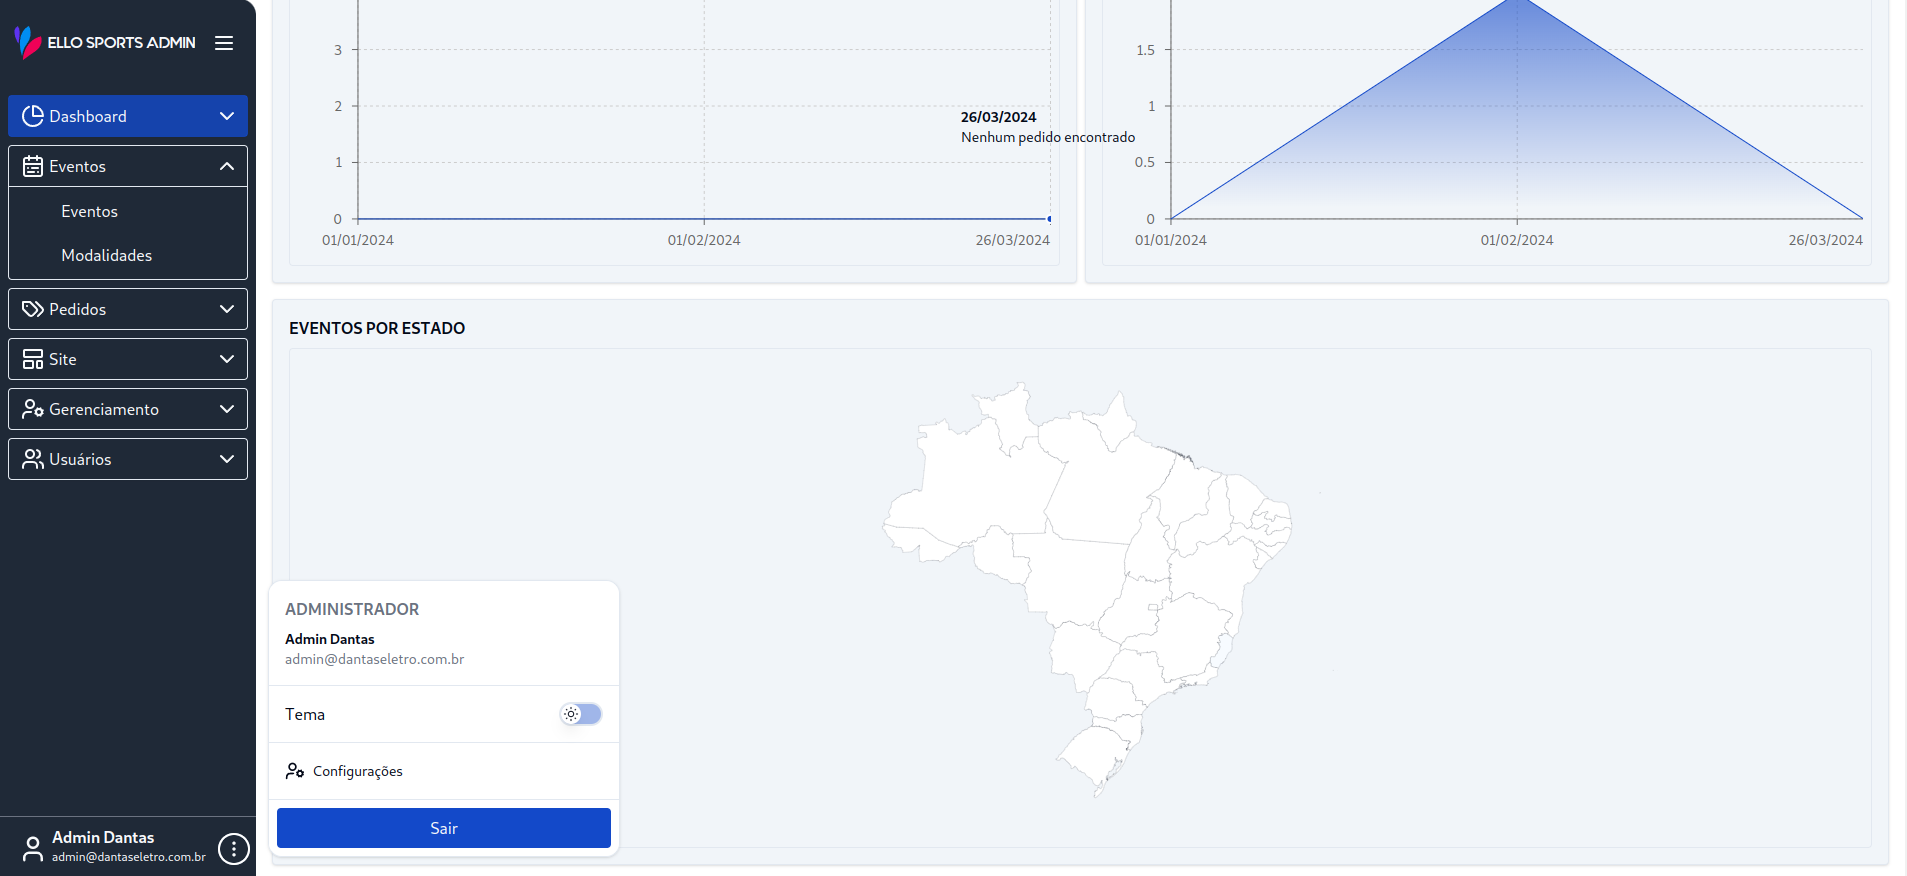 ELLO SPORTS ADMIN
Dashboard
Eventos
Eventos
Modalidades
Pedidos
Site
Gerenciamento
Usuários
Admin Dantas
admin@dantaseletro.com.br
3
2
1
0
01/01/2024
01/02/2024
26/03/2024
26/03/2024
Nenhum pedido encontrado
1.5
1
0.5
0
01/01/2024
01/02/2024
26/03/2024
EVENTOS POR ESTADO
ADMINISTRADOR
Admin Dantas
admin@dantaseletro.com.br
Tema
Configurações
Sair